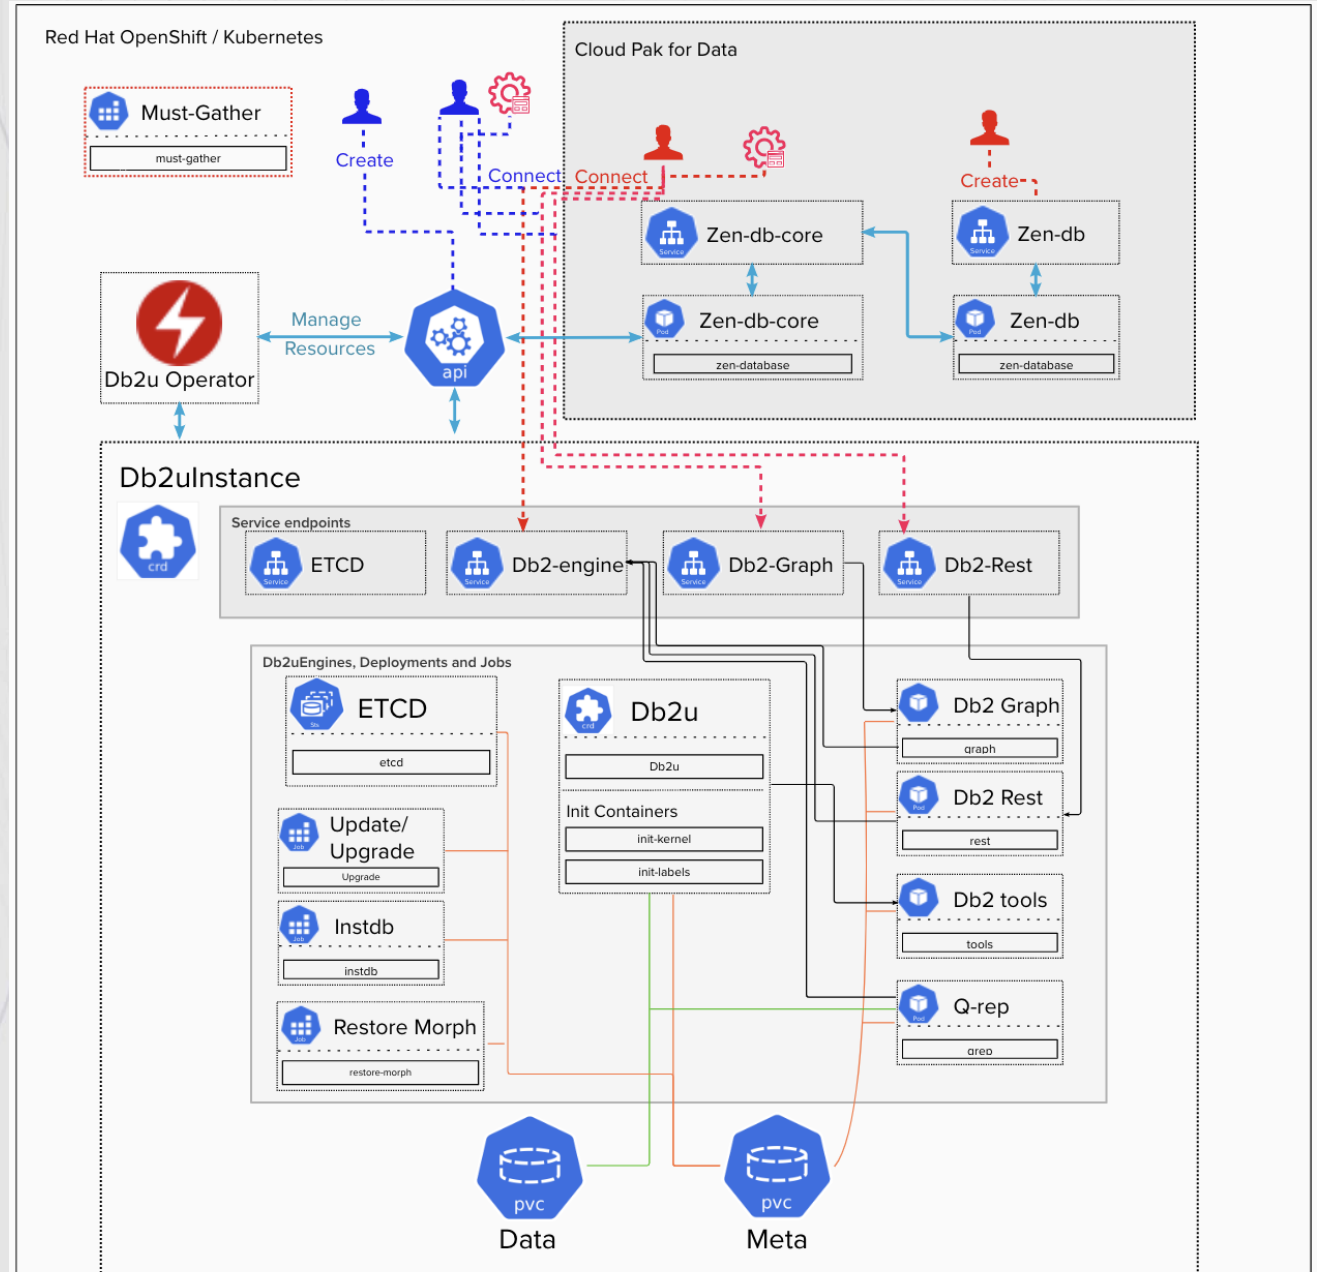 Red Hat OpenShift / Kubernetes
Cloud Pak for Data
Must-Gather
must-gather
Create
Connect
Connect
Create
Service
Zen-db-core
Service
Zen-db
Manage
Resources
Db2u Operator
api
Pod
Zen-db-core
zen-database
Pod
Zen-db
zen-database
Db2uInstance
crd
Service endpoints
Service
ETCD
Service
Db2-engine
Service
Db2-Graph
Service
Db2-Rest
Db2uEngines, Deployments and Jobs
Sts
ETCD
etcd
Job
Update/
Upgrade
Upgrade
Job
Instdb
instdb
Job
Restore Morph
restore-morph
crd
Db2u
Db2u
Init Containers
init-kernel
init-labels
Pod
Db2 Graph
graph
Pod
Db2 Rest
rest
Pod
Db2 tools
tools
Pod
Q-rep
qrep
pvc
Data
pvc
Meta